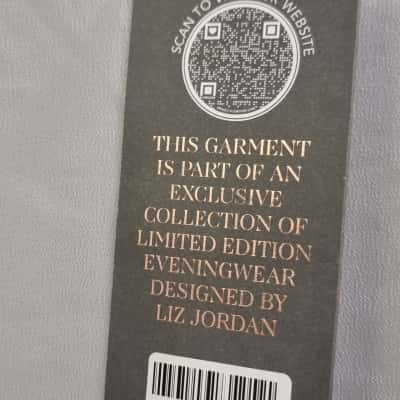 SCAN TO WEBSITE
THIS GARMENT
IS PART OF AN
EXCLUSIVE
COLLECTION OF
LIMITED EDITION
EVENINGWEAR
DESIGNED BY
LIZ JORDAN